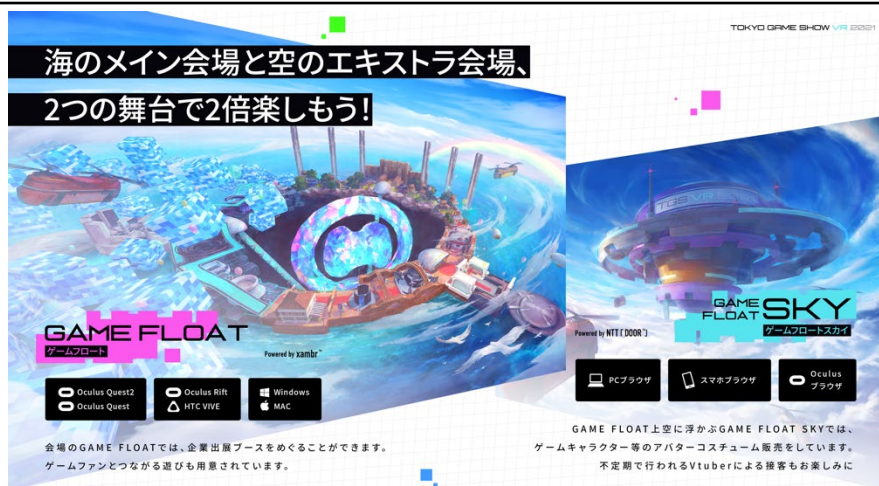 TOKYO GAME SHOW VR 2021
海のメイン会場と空のエキストラ会場、
2つの舞台で2倍楽しもう!
TGS VR
GAME FLOAT
ゲームフロート
Powered by xambr
Oculus Quest2
Oculus Quest
Oculus Rift
HTC VIVE
Windows
MAC
会場のGAME FLOATでは、企業出展ブースをめぐることができます。
ゲームファンとつながる遊びも用意されています。
GAME
FLOAT SKY
ゲームフロートスカイ
Powered by NTT「DOOR」
PCブラウザ
スマホブラウザ
Oculus
ブラウザ
GAME FLOAT上空に浮かぶGAME FLOAT SKYでは、
ゲームキャラクター等のアバターコスチューム販売をしています。
不定期で行われるVtuberによる接客もお楽しみに